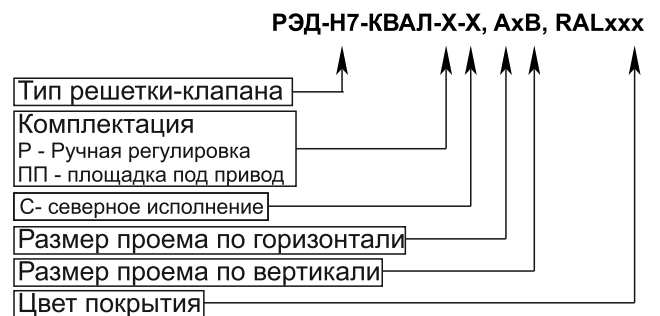 РЭД-Н7-КВАЛ-Х-Х, АхВ, RALxxx
Тип решетки-клапана
Комплектация
Р - Ручная регулировка
ПП - площадка под привод
С- северное исполнение
Размер проема по горизонтали
Размер проема по вертикали
Цвет покрытия